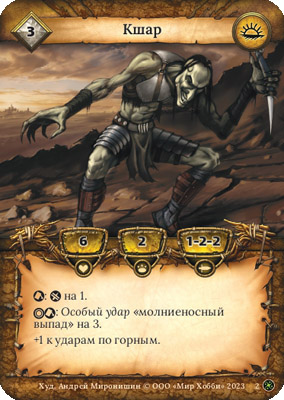 3
Кшар
6
2
1-2-2
: на 1.
: Особый удар «молниеносный
выпад» на 3.
+1 к ударам по горным.
Худ. Андрей Мироишин © ООО «Мир Хобби» 2023
2